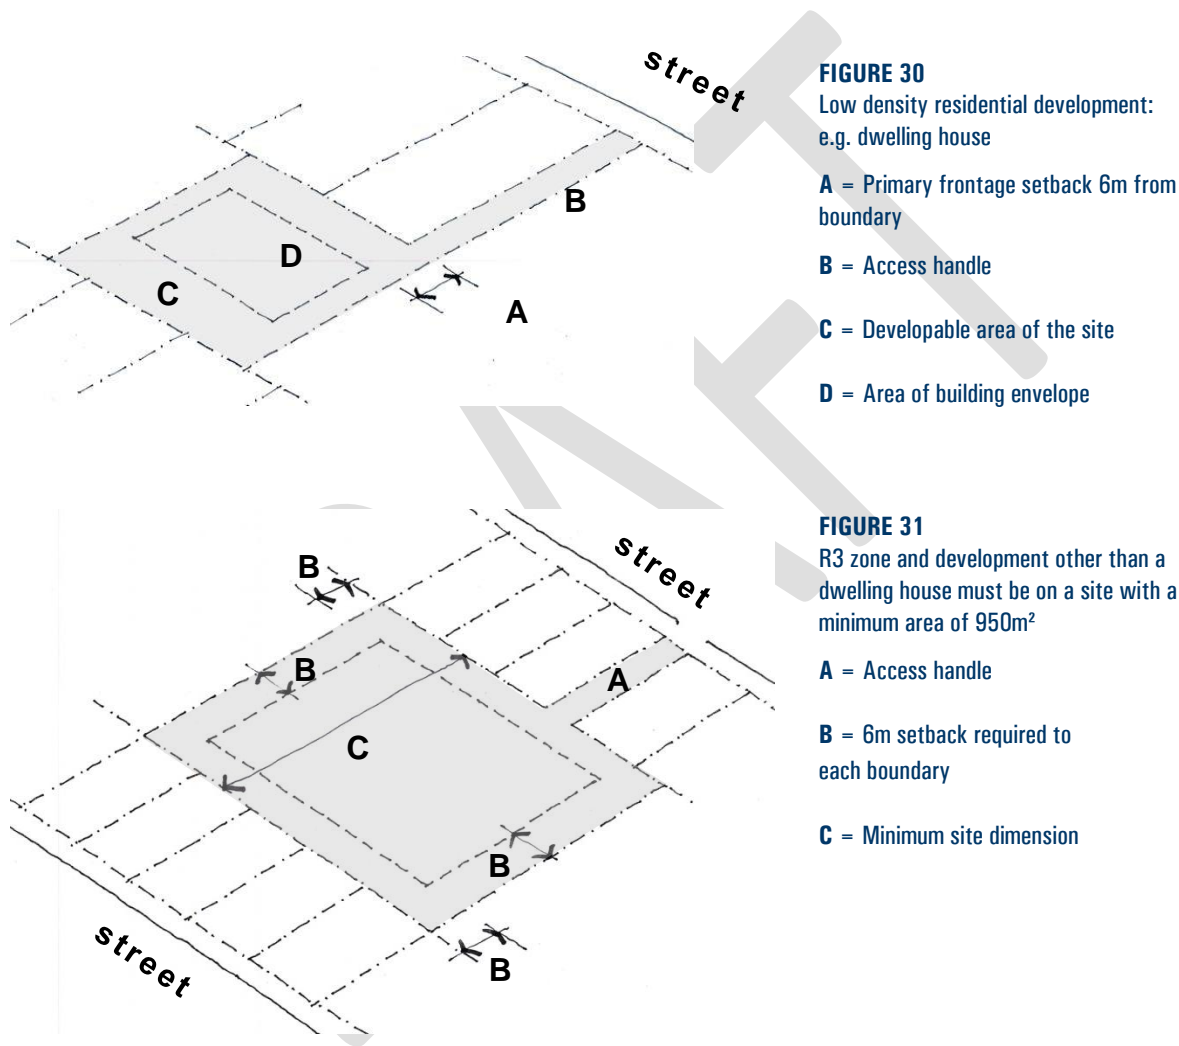 street
B
D
C
A
FIGURE 30
Low density residential development:
e.g. dwelling house
A = Primary frontage setback 6m from
boundary
B = Access handle
C = Developable area of the site
D = Area of building envelope
street
B
B
A
C
B
B
street
FIGURE 31
R3 zone and development other than a
dwelling house must be on a site with a
minimum area of 950m²
A = Access handle
B = 6m setback required to
each boundary
C = Minimum site dimension